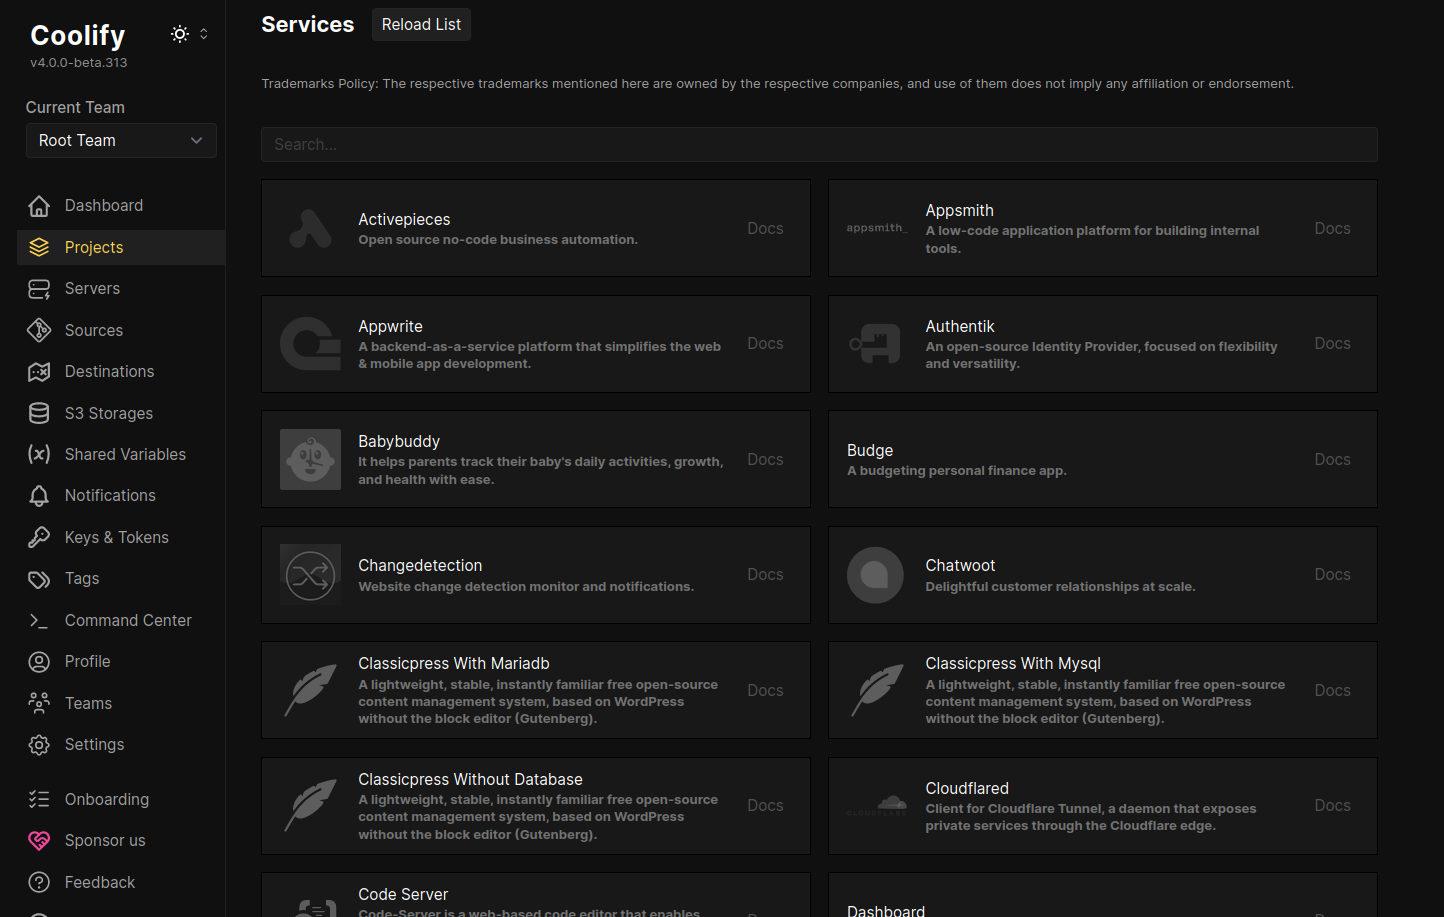 Coolify
v4.0.0-beta.313
Current Team
Root Team
Dashboard
Projects
Servers
Sources
Destinations
S3 Storages
Shared Variables
Notifications
Keys & Tokens
Tags
Command Center
Profile
Teams
Settings
Onboarding
Sponsor us
Feedback
Services
Reload List
Trademarks Policy: The respective trademarks mentioned here are owned by the respective companies, and use of them does not imply any affiliation or endorsement.
Search...
Activepieces
Open source no-code business automation.
Docs
appsmith_
Appsmith
A low-code application platform for building internal
tools.
Docs
Appwrite
A backend-as-a-service platform that simplifies the web
& mobile app development.
Docs
Authentik
An open-source Identity Provider, focused on flexibility
and versatility.
Docs
Babybuddy
It helps parents track their baby's daily activities, growth,
and health with ease.
Docs
Budge
A budgeting personal finance app.
Docs
Changedetection
Website change detection monitor and notifications.
Docs
Chatwoot
Delightful customer relationships at scale.
Docs
Classicpress With Mariadb
A lightweight, stable, instantly familiar free open-source
content management system, based on WordPress
without the block editor (Gutenberg).
Docs
Classicpress With Mysql
A lightweight, stable, instantly familiar free open-source
content management system, based on WordPress
without the block editor (Gutenberg).
Docs
Classicpress Without Database
A lightweight, stable, instantly familiar free open-source
content management system, based on WordPress
without the block editor (Gutenberg).
Docs
CLOUDFLARE
Cloudflared
Client for Cloudflare Tunnel, a daemon that exposes
private services through the Cloudflare edge.
Docs
Code Server
Code-Server is a web-based code editor that enables
Dashboard